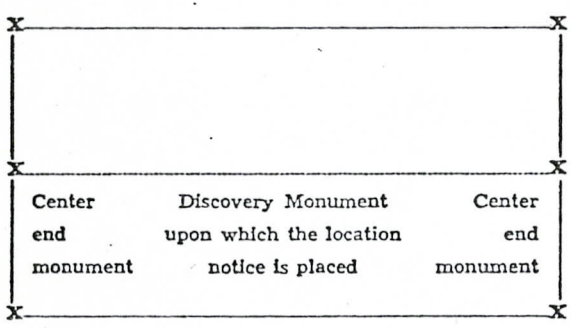 X X
X X
Center Discovery Monument Center
end upon which the location end
monument notice is placed monument
X X